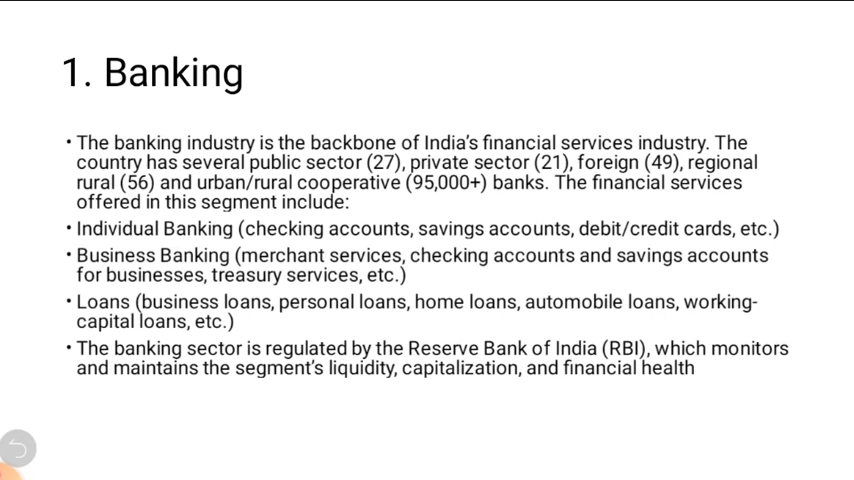 1. Banking
• The banking industry is the backbone of India's financial services industry. The
country has several public sector (27), private sector (21), foreign (49), regional
rural (56) and urban/rural cooperative (95,000+) banks. The financial services
offered in this segment include:
• Individual Banking (checking accounts, savings accounts, debit/credit cards, etc.)
• Business Banking (merchant services, checking accounts and savings accounts
for businesses, treasury services, etc.)
• Loans (business loans, personal loans, home loans, automobile loans, working-
capital loans, etc.)
• The banking sector is regulated by the Reserve Bank of India (RBI), which monitors
and maintains the segment's liquidity, capitalization, and financial health